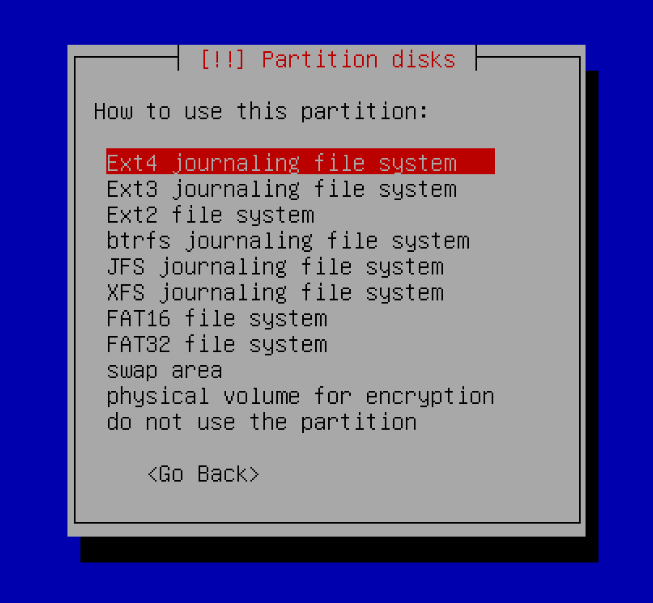 [!!] Partition disks
How to use this partition:
Ext4 journaling file system
Ext3 journaling file system
Ext2 file system
btrfs journaling file system
JFS journaling file system
XFS journaling file system
FAT16 file system
FAT32 file system
swap area
physical volume for encryption
do not use the partition
<Go Back>